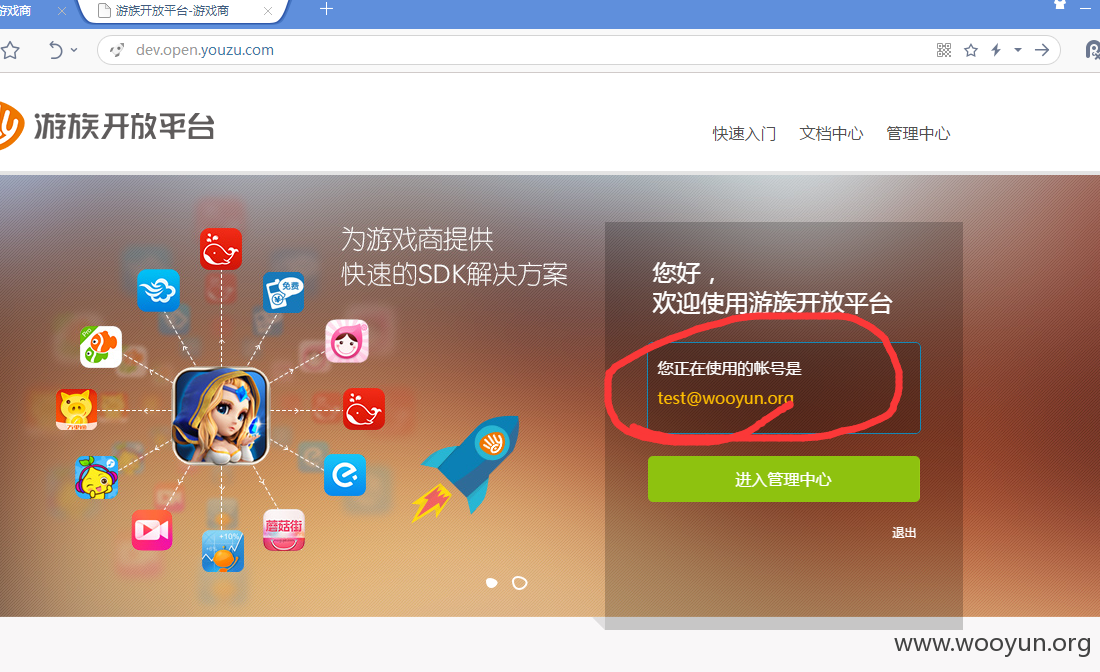 游戏商
游族开放平台-游戏商
dev.open.youzu.com
游族开放平台
快速入门 文档中心 管理中心
为游戏商提供
快速的SDK解决方案
免费
您好，
欢迎使用游族开放平台
您正在使用的帐号是
test@wooyun.org
进入管理中心
蘑菇街
+10%
退出
www.wooyun.org